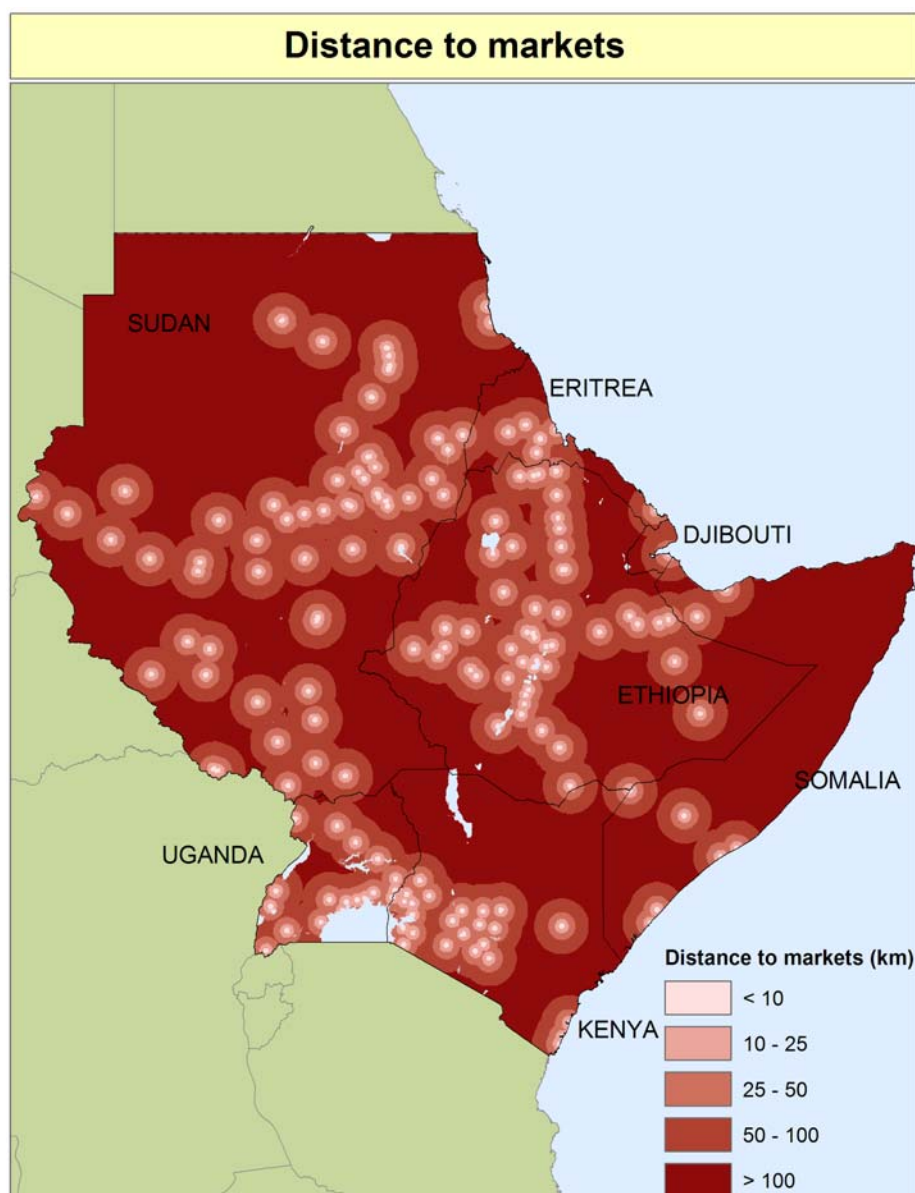 Distance to markets
SUDAN
ERITREA
DJIBOUTI
ETHIOPIA
SOMALIA
UGANDA
KENYA
Distance to markets (km)
< 10
10 - 25
25 - 50
50 - 100
> 100